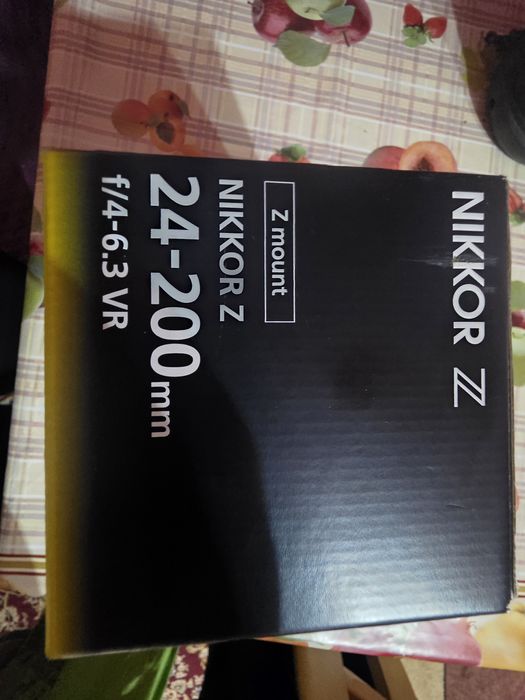 NIKKOR Z
Z mount
NIKKOR Z
24-200mm
f/4-6.3 VR